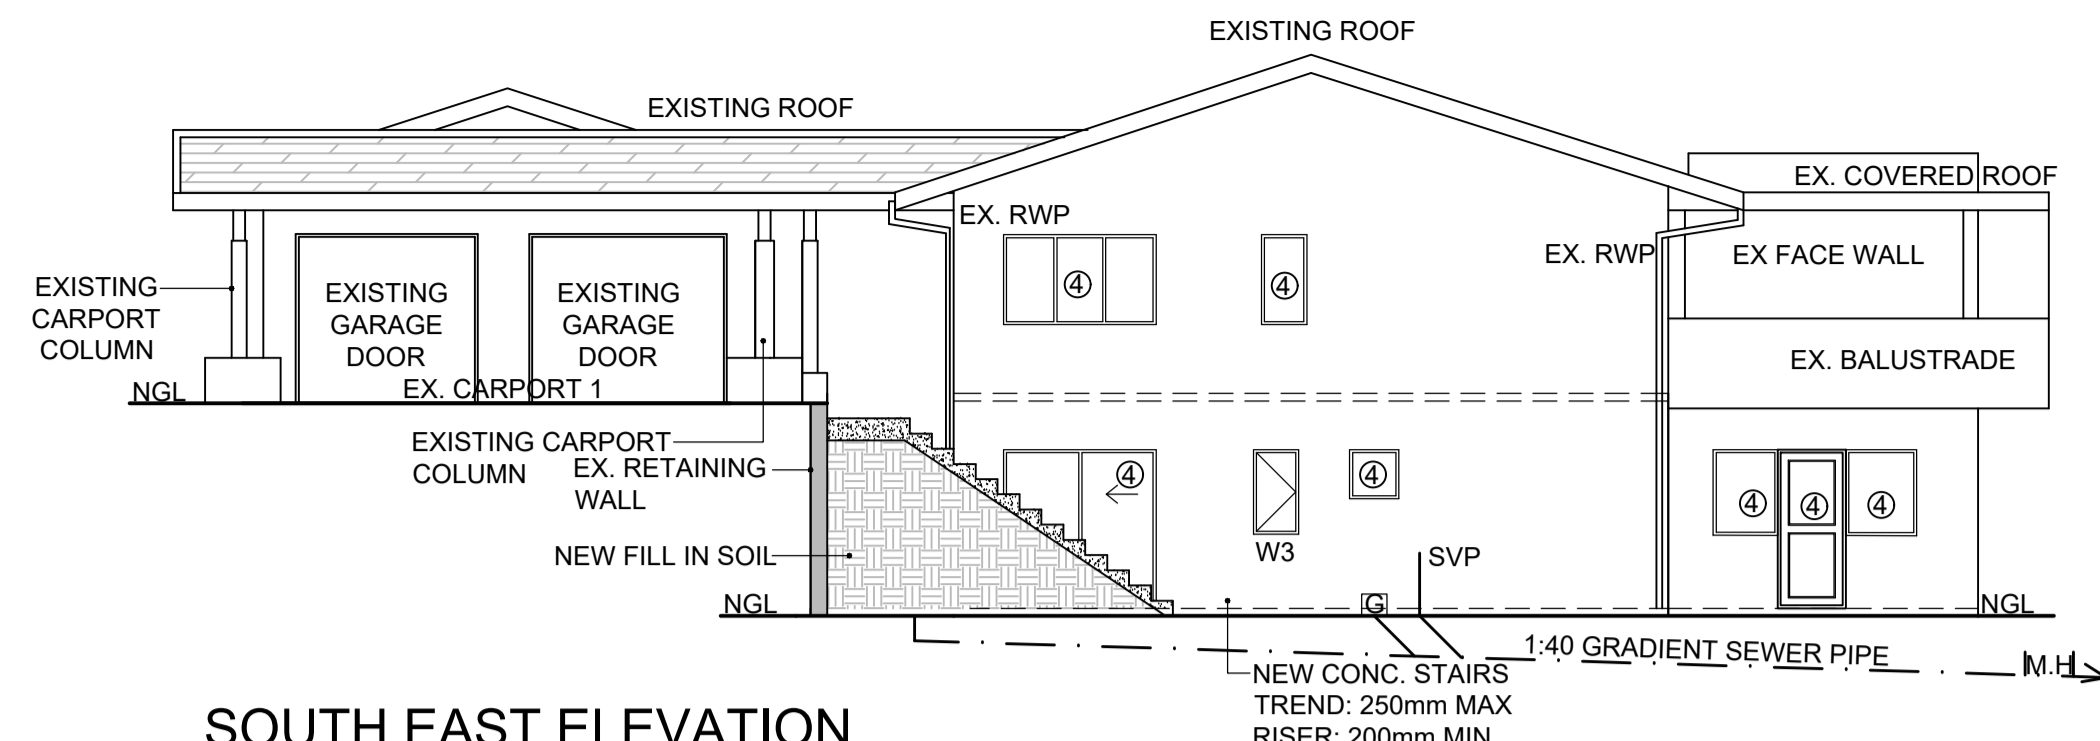 EXISTING ROOF
EXISTING ROOF
EX. COVERED ROOF
EX. RWP
EX. RWP
EX FACE WALL
④
④
EXISTING
CARPORT
COLUMN
EXISTING
GARAGE
DOOR
EXISTING
GARAGE
DOOR
EX. BALUSTRADE
NGL
EX. CARPORT 1
EXISTING CARPORT
COLUMN
EX. RETAINING
WALL
④
④
④
④
④
W3
NEW FILL IN SOIL
SVP
NGL
G
NGL
1:40 GRADIENT SEWER PIPE
M.H
NEW CONC. STAIRS
TREND: 250mm MAX
RISER: 200mm MIN
SOUTH EAST ELEVATION